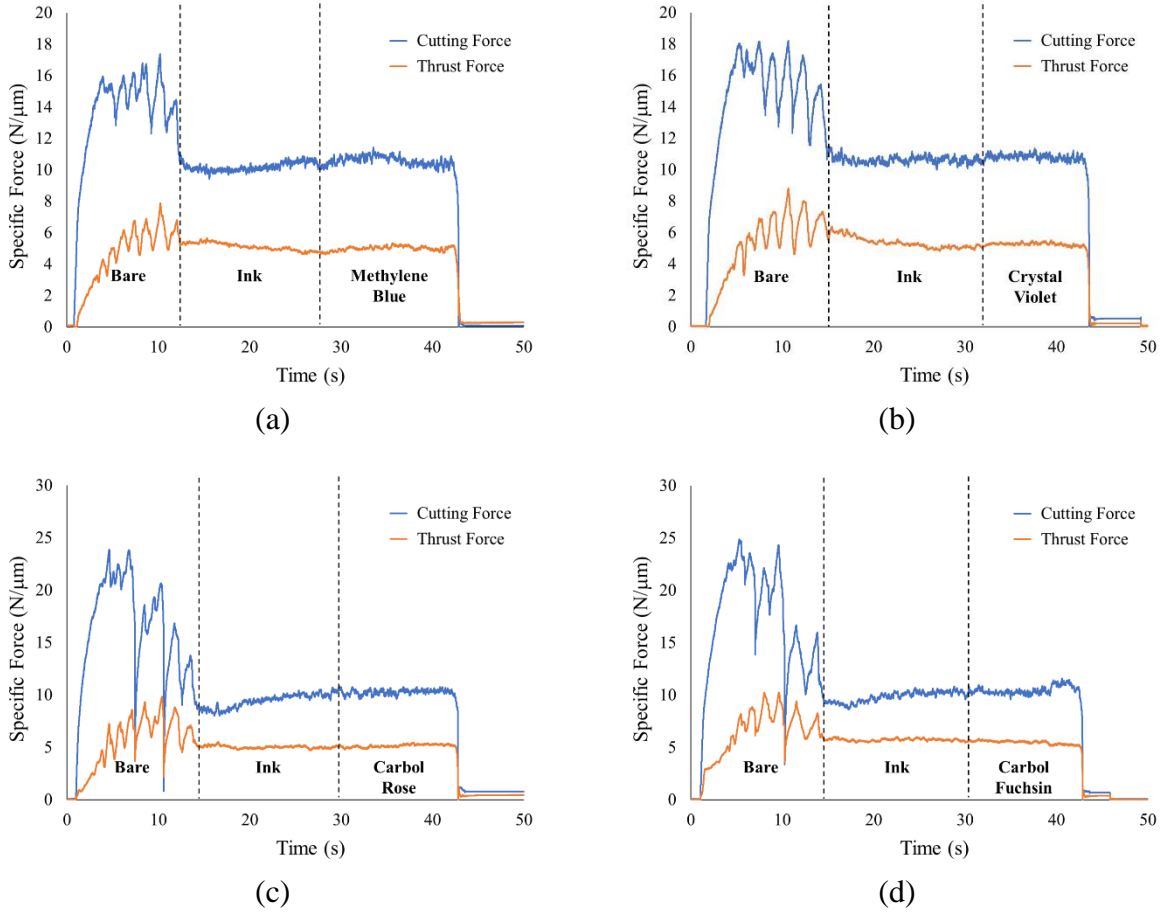 20
18
16
14
12
10
8
6
4
2
0
Specific Force (N/μm)
Cutting Force
Thrust Force
Bare
Ink
Methylene
Blue
0 10 20 30 40 50
Time (s)
(a)
20
18
16
14
12
10
8
6
4
2
0
Specific Force (N/μm)
Cutting Force
Thrust Force
Bare
Ink
Crystal
Violet
0 10 20 30 40 50
Time (s)
(b)
30
25
20
15
10
5
0
Specific Force (N/μm)
Cutting Force
Thrust Force
Bare
Ink
Carbol
Rose
0 10 20 30 40 50
Time (s)
(c)
30
25
20
15
10
5
0
Specific Force (N/μm)
Cutting Force
Thrust Force
Bare
Ink
Carbol
Fuchsin
0 10 20 30 40 50
Time (s)
(d)